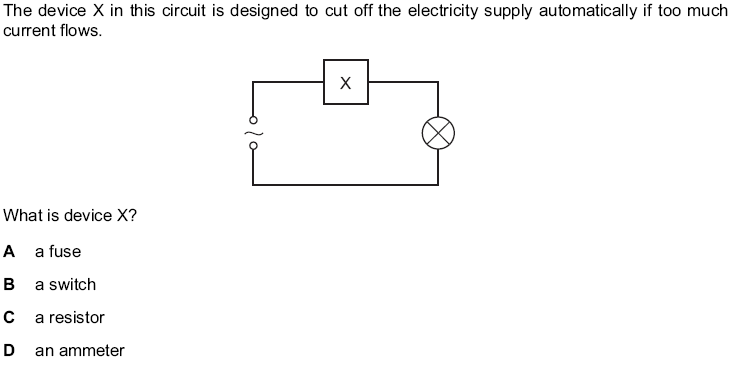 The device X in this circuit is designed to cut off the electricity supply automatically if too much
current flows.
X
What is device X?
A a fuse
B a switch
C a resistor
D an ammeter